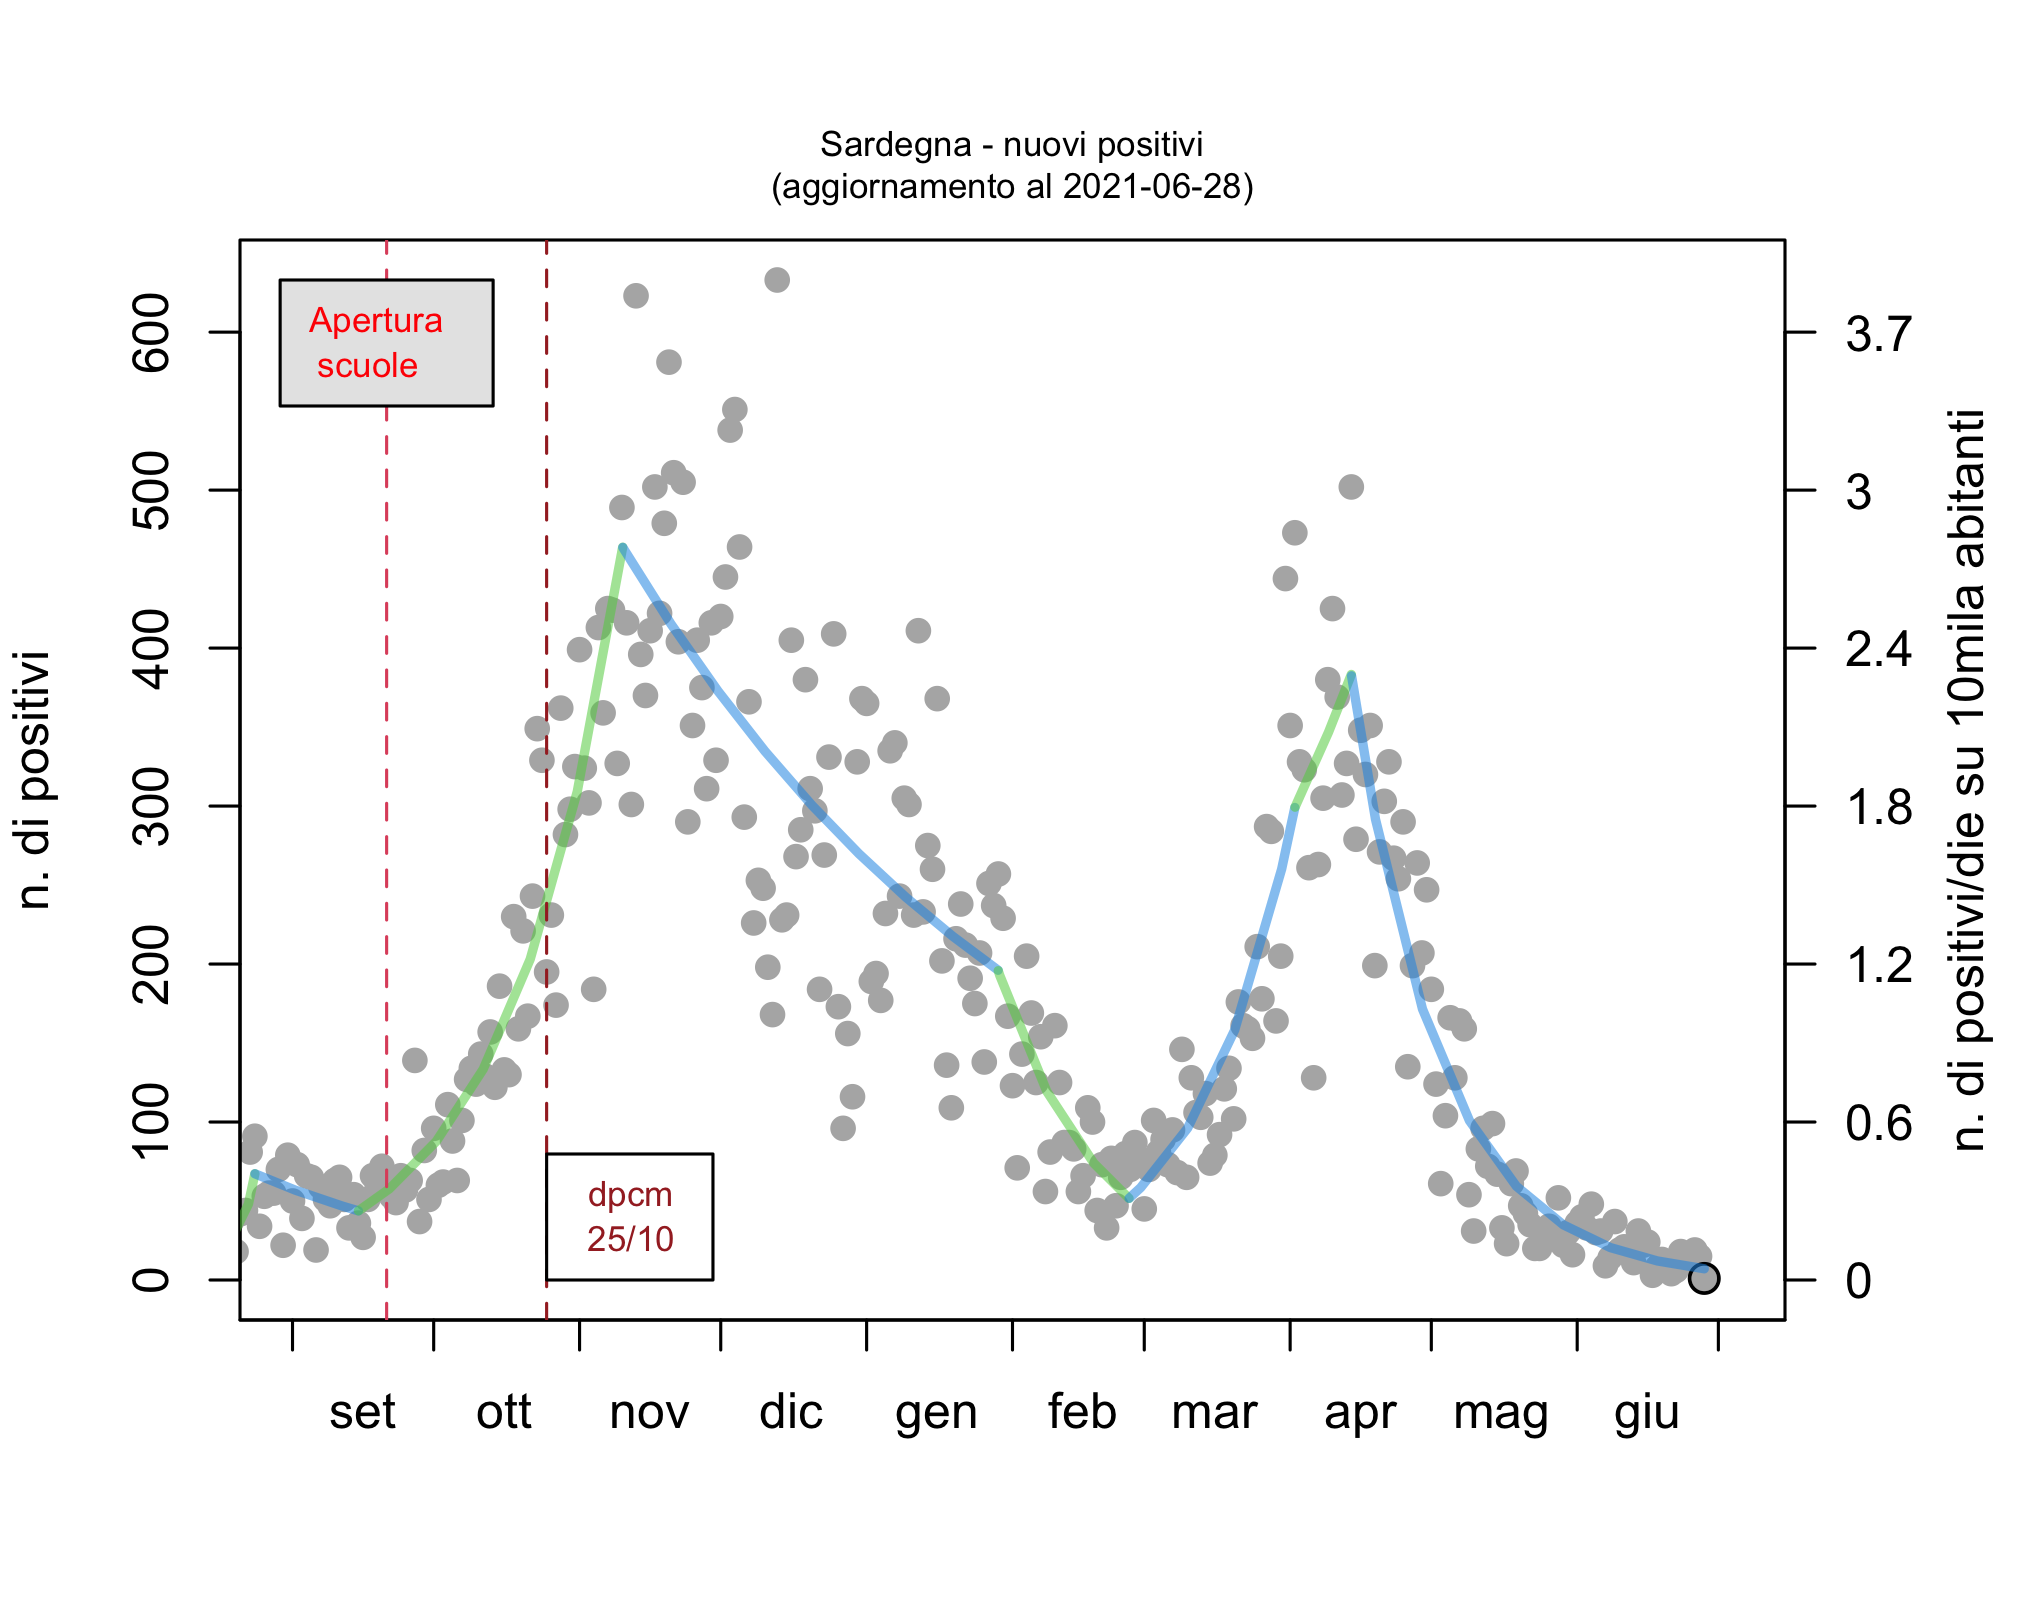 Sardegna - nuovi positivi
(aggiornamento al 2021-06-28)
Apertura
scuole
dpcm
25/10
n. di positivi
0
100
200
300
400
500
600
n. di positivi/die su 10mila abitanti
3.7
3
2.4
1.8
1.2
0.6
0
set
ott
nov
dic
gen
feb
mar
apr
mag
giu